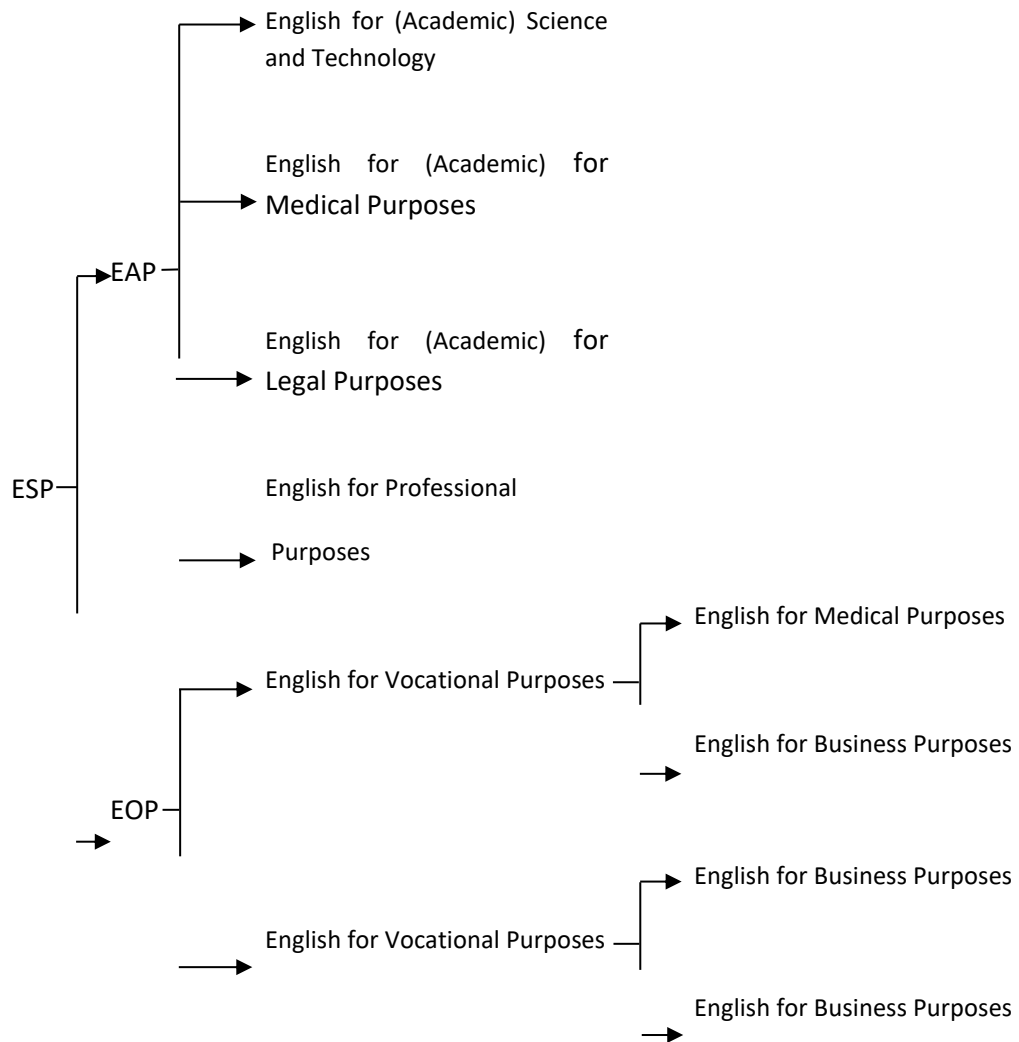 English for (Academic) Science
and Technology
English for (Academic) for
Medical Purposes
EAP
English for (Academic) for
Legal Purposes
ESP
English for Professional
Purposes
English for Medical Purposes
English for Vocational Purposes
English for Business Purposes
EOP
English for Business Purposes
English for Vocational Purposes
English for Business Purposes